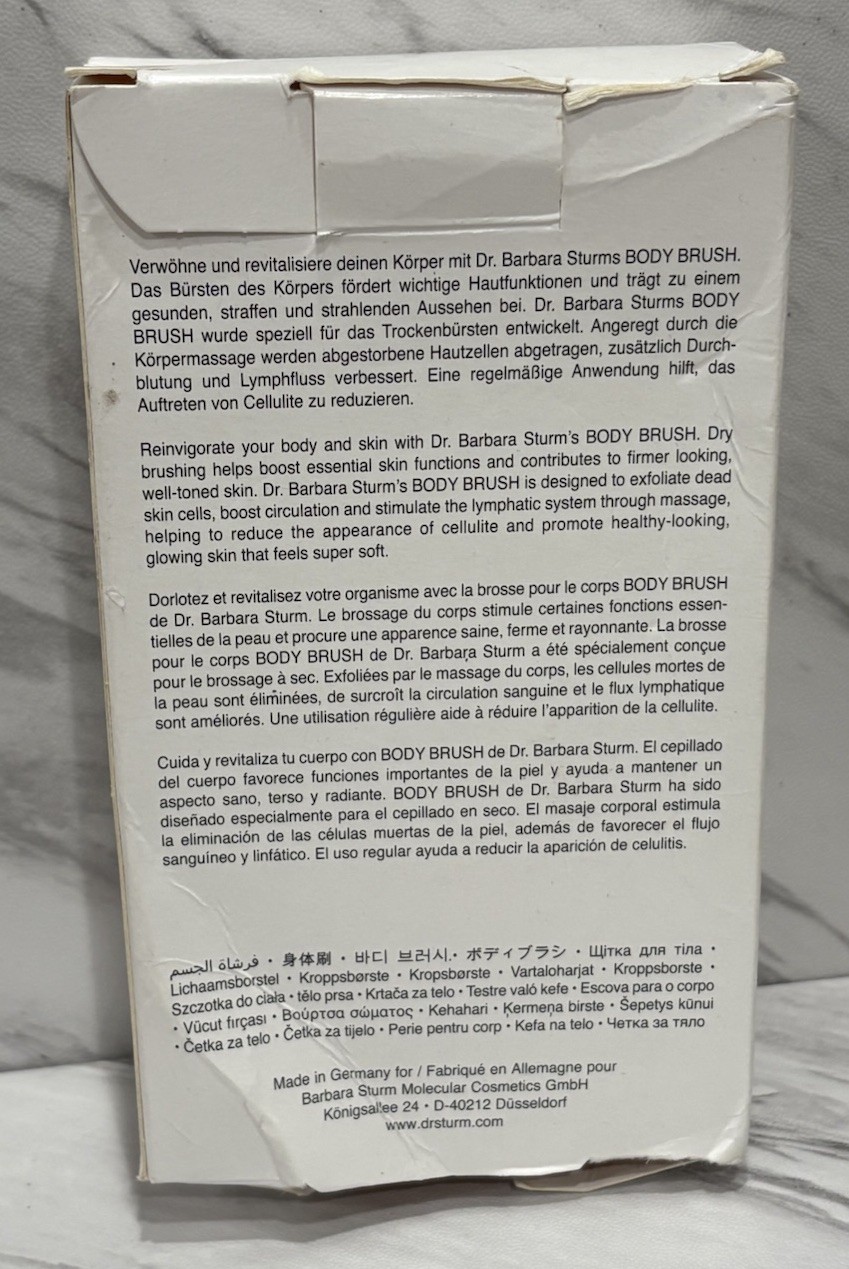 Verwöhne und revitalisiere deinen Körper mit Dr. Barbara Sturms BODY BRUSH.
Das Bürsten des Körpers fördert wichtige Hautfunktionen und trägt zu einem
gesunden, straffen und strahlenden Aussehen bei. Dr. Barbara Sturms BODY
BRUSH wurde speziell für das Trockenbürsten entwickelt. Angeregt durch die
Körpermassage werden abgestorbene Hautzellen abgetragen, zusätzlich Durch-
blutung und Lymphfluss verbessert. Eine regelmäßige Anwendung hilft, das
Auftreten von Cellulite zu reduzieren.
Reinvigorate your body and skin with Dr. Barbara Sturm's BODY BRUSH. Dry
brushing helps boost essential skin functions and contributes to firmer looking,
well-toned skin. Dr. Barbara Sturm's BODY BRUSH is designed to exfoliate dead
skin cells, boost circulation and stimulate the lymphatic system through massage,
helping to reduce the appearance of cellulite and promote healthy-looking,
glowing skin that feels super soft.
Dorlotez et revitalisez votre organisme avec la brosse pour le corps BODY BRUSH
de Dr. Barbara Sturm. Le brossage du corps stimule certaines fonctions essen-
tielles de la peau et procure une apparence saine, ferme et rayonnante. La brosse
pour le corps BODY BRUSH de Dr. Barbara Sturm a été spécialement conçue
pour le brossage à sec. Exfoliées par le massage du corps, les cellules mortes de
la peau sont éliminées, de surcroît la circulation sanguine et le flux lymphatique
sont améliorés. Une utilisation régulière aide à réduire l'apparition de la cellulite.
Cuida y revitaliza tu cuerpo con BODY BRUSH de Dr. Barbara Sturm. El cepillado
del cuerpo favorece funciones importantes de la piel y ayuda a mantener un
aspecto sano, terso y radiante. BODY BRUSH de Dr. Barbara Sturm ha sido
diseñado especialmente para el cepillado en seco. El masaje corporal estimula
la eliminación de las células muertas de la piel, además de favorecer el flujo
sanguíneo y linfático. El uso regular ayuda a reducir la aparición de celulitis.
فرشاة الجسم • 身体刷 • 바디 브러시 • ボディブラシ • Щітка для тіла •
Lichaamsborstel • Kroppsbørste • Kropsbørste • Vartaloharjat • Kroppsborste •
Szczotka do ciała • tělo prsa • Krtača za telo • Testre való kefe • Escova para o corpo
• Vücut fırçası • Βούρτσα σώματος • Kehahari • Ķermeņa birste • Šepetys kūnui
• Četka za telo • Četka za tijelo • Perie pentru corp • Kefa na telo • Четка за тяло
Made in Germany for / Fabriqué en Allemagne pour
Barbara Sturm Molecular Cosmetics GmbH
Königsallee 24 • D-40212 Düsseldorf
www.drsturm.com